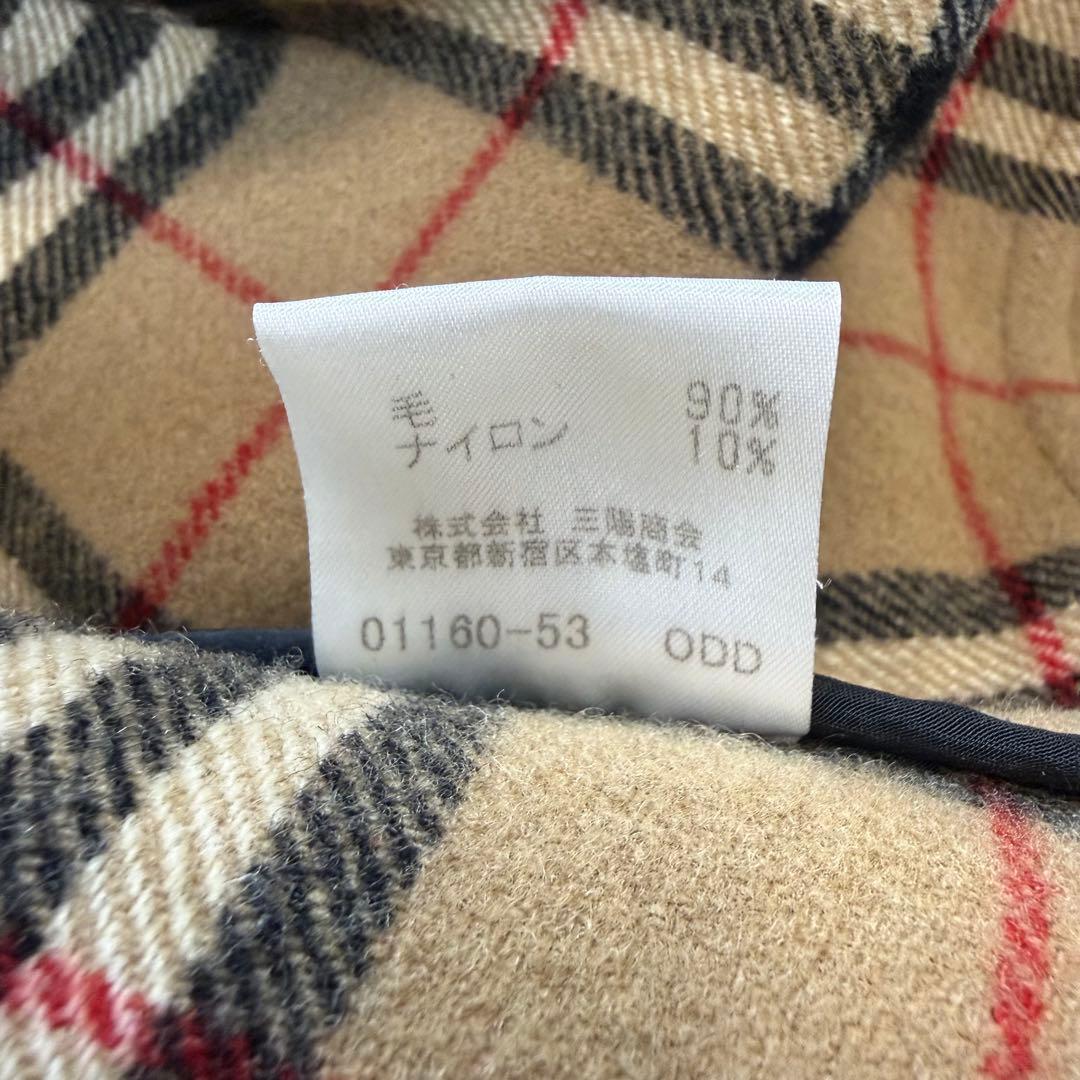 毛 90%
ナイロン 10%
株式会社 三陽商会
東京都新宿区本塩町14
01160-53 ODD